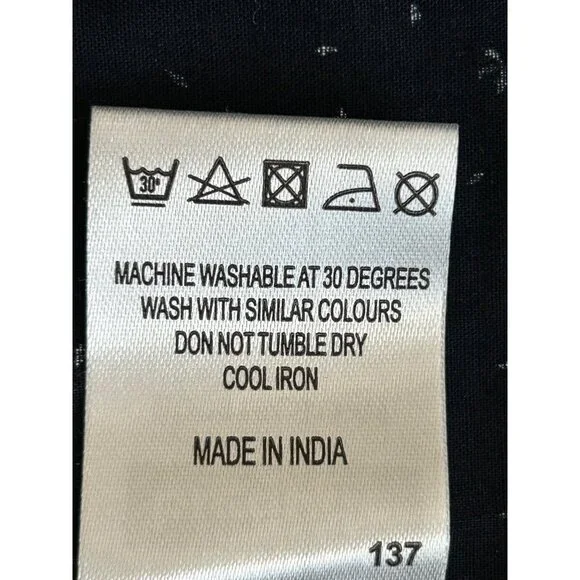 30°
MACHINE WASHABLE AT 30 DEGREES
WASH WITH SIMILAR COLOURS
DON NOT TUMBLE DRY
COOL IRON
MADE IN INDIA
137